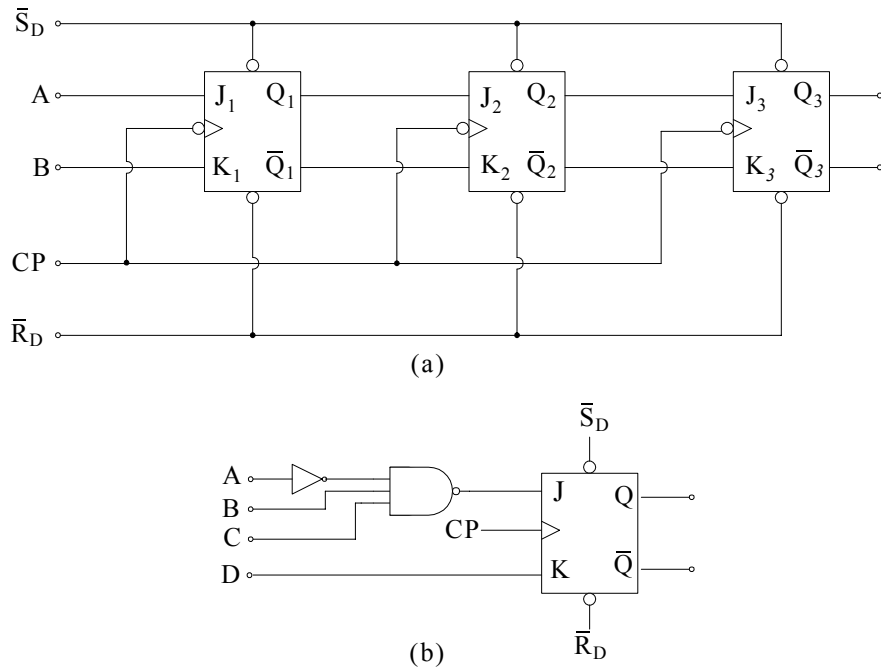 S̅D
A J₁ Q₁ J₂ Q₂ J₃ Q₃
B K₁ Q̅₁ K₂ Q̅₂ K₃ Q̅₃
CP
R̅D
(a)
S̅D
A
B J Q
C CP
D K Q̅
R̅D
(b)